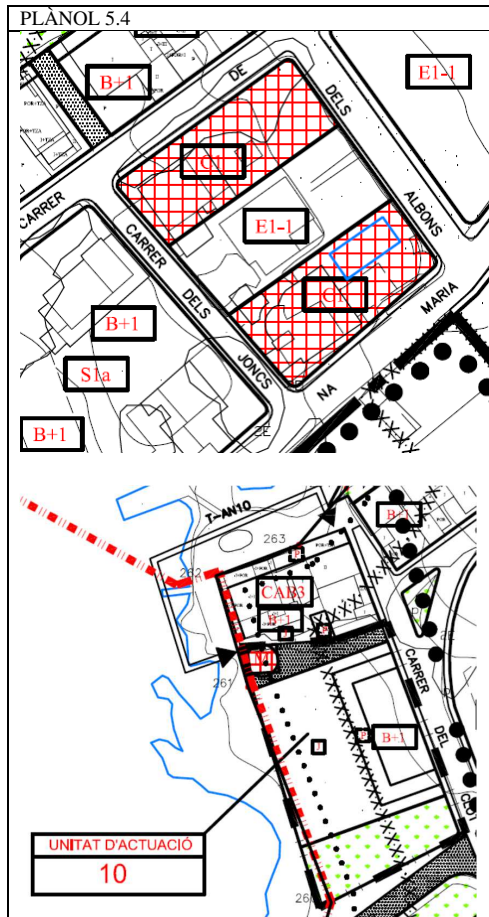 PLANOL 5.4
B+1
E1-1
DE
DELS
C1
ALBONS
CARRER
CARRER
E1-1
DELS
C1
MARIA
B+1
JONCS
NA
S1a
B+1
T-AN10
263
B+1
262
CAB3
B+1
261
CARRER
DEL
B+1
UNITAT D'ACTUACIÓ
10